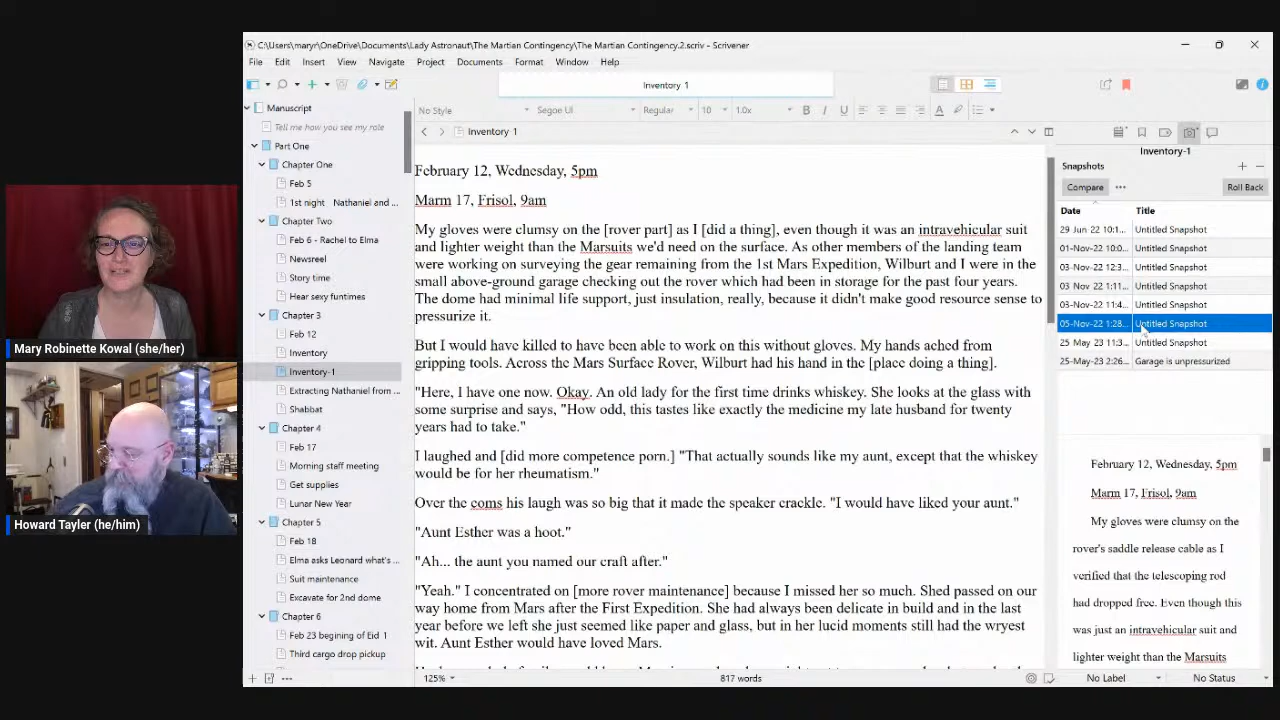 C:\Users\maryr\OneDrive\Documents\Lady Astronaut\The Martian Contingency\The Martian Contingency.2.scriv - Scrivener
File Edit Insert View Navigate Project Documents Format Window Help
Inventory 1
No Style Segoe UI Regular 10 1.0x B I U A
Inventory 1
Manuscript
Tell me how you see my role
Part One
Chapter One
Feb 5
1st night Nathaniel and ...
Chapter Two
Feb 6 - Rachel to Elma
Newsreel
Story time
Hear sexy funtimes
Chapter 3
Feb 12
Inventory
Inventory-1
Extracting Nathaniel from ...
Shabbat
Chapter 4
Feb 17
Morning staff meeting
Get supplies
Lunar New Year
Chapter 5
Feb 18
Elma asks Leonard what's ...
Suit maintenance
Excavate for 2nd dome
Chapter 6
Feb 23 begining of Eid 1
Third cargo drop pickup
February 12, Wednesday, 5pm
Marm 17, Frisol, 9am
My gloves were clumsy on the [rover part] as I [did a thing], even though it was an intravehicular suit
and lighter weight than the Marsuits we'd need on the surface. As other members of the landing team
were working on surveying the gear remaining from the 1st Mars Expedition, Wilburt and I were in the
small above-ground garage checking out the rover which had been in storage for the past four years.
The dome had minimal life support, just insulation, really, because it didn't make good resource sense to
pressurize it.
But I would have killed to have been able to work on this without gloves. My hands ached from
gripping tools. Across the Mars Surface Rover, Wilburt had his hand in the [place doing a thing].
"Here, I have one now. Okay. An old lady for the first time drinks whiskey. She looks at the glass with
some surprise and says, "How odd, this tastes like exactly the medicine my late husband for twenty
years had to take."
I laughed and [did more competence porn.] "That actually sounds like my aunt, except that the whiskey
would be for her rheumatism."
Over the coms his laugh was so big that it made the speaker crackle. "I would have liked your aunt."
"Aunt Esther was a hoot."
"Ah... the aunt you named our craft after."
"Yeah." I concentrated on [more rover maintenance] because I missed her so much. Shed passed on our
way home from Mars after the First Expedition. She had always been delicate in build and in the last
year before we left she just seemed like paper and glass, but in her lucid moments still had the wryest
wit. Aunt Esther would have loved Mars.
125%
817 words
Inventory-1
Snapshots
Compare ... Roll Back
Date Title
29 Jun 22 10:1... Untitled Snapshot
01-Nov-22 10:0... Untitled Snapshot
03-Nov-22 12:3... Untitled Snapshot
03 Nov 22 1:11... Untitled Snapshot
03-Nov-22 11:4... Untitled Snapshot
05-Nov-22 1:28... Untitled Snapshot
25 May 23 11:3... Untitled Snapshot
25-May-23 2:26... Garage is unpressurized
February 12, Wednesday, 5pm
Marm 17, Frisol, 9am
My gloves were clumsy on the
rover's saddle release cable as I
verified that the telescoping rod
had dropped free. Even though this
was just an intravehicular suit and
lighter weight than the Marsuits
No Label No Status
Mary Robinette Kowal (she/her)
Howard Tayler (he/him)